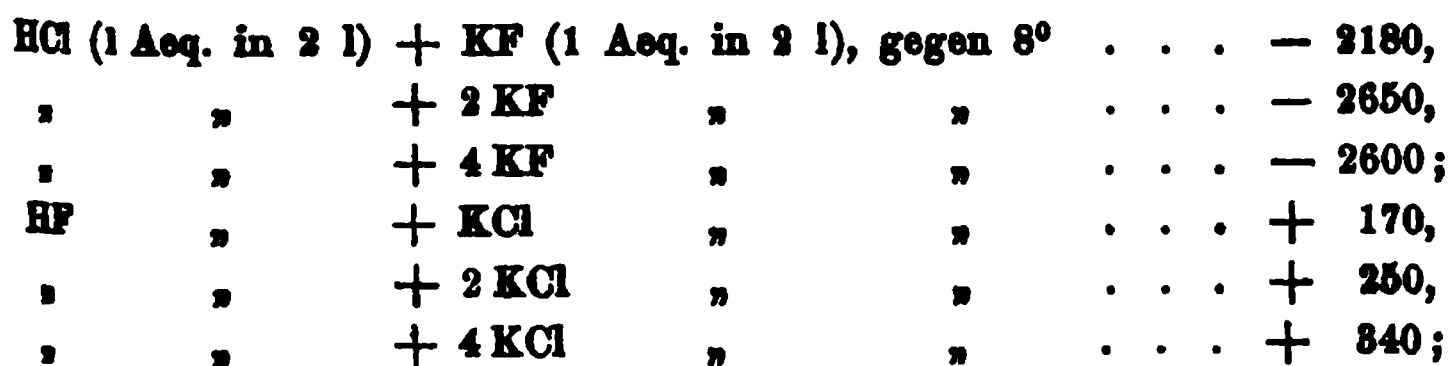 HCl (1 Aeq. in 2 l) + KF (1 Aeq. in 2 l), gegen 8⁰ . . . — 2180,
„ „ + 2 KF „ „ . . . — 2650,
„ „ + 4 KF „ „ . . . — 2600;
HF „ + KCl „ „ . . . + 170,
„ „ + 2 KCl „ „ . . . + 250,
„ „ + 4 KCl „ „ . . . + 340;